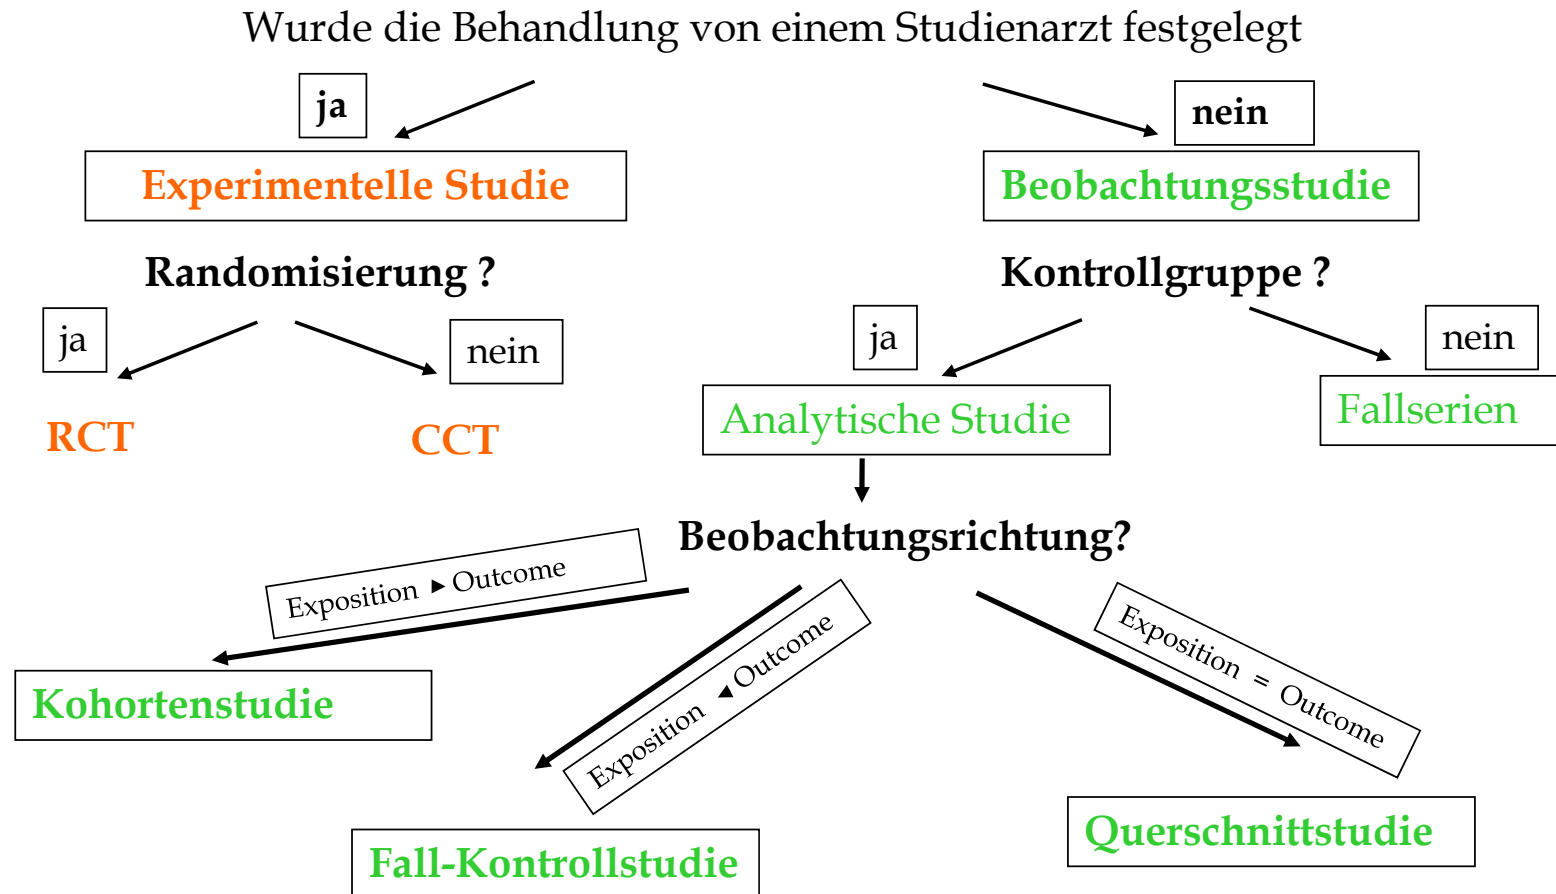 Wurde die Behandlung von einem Studienarzt festgelegt
ja
nein
Experimentelle Studie
Beobachtungsstudie
Randomisierung ?
Kontrollgruppe ?
ja
nein
ja
nein
RCT
CCT
Analytische Studie
Fallserien
Beobachtungsrichtung?
Exposition ► Outcome
Exposition ◄ Outcome
Exposition = Outcome
Kohortenstudie
Fall-Kontrollstudie
Querschnittstudie